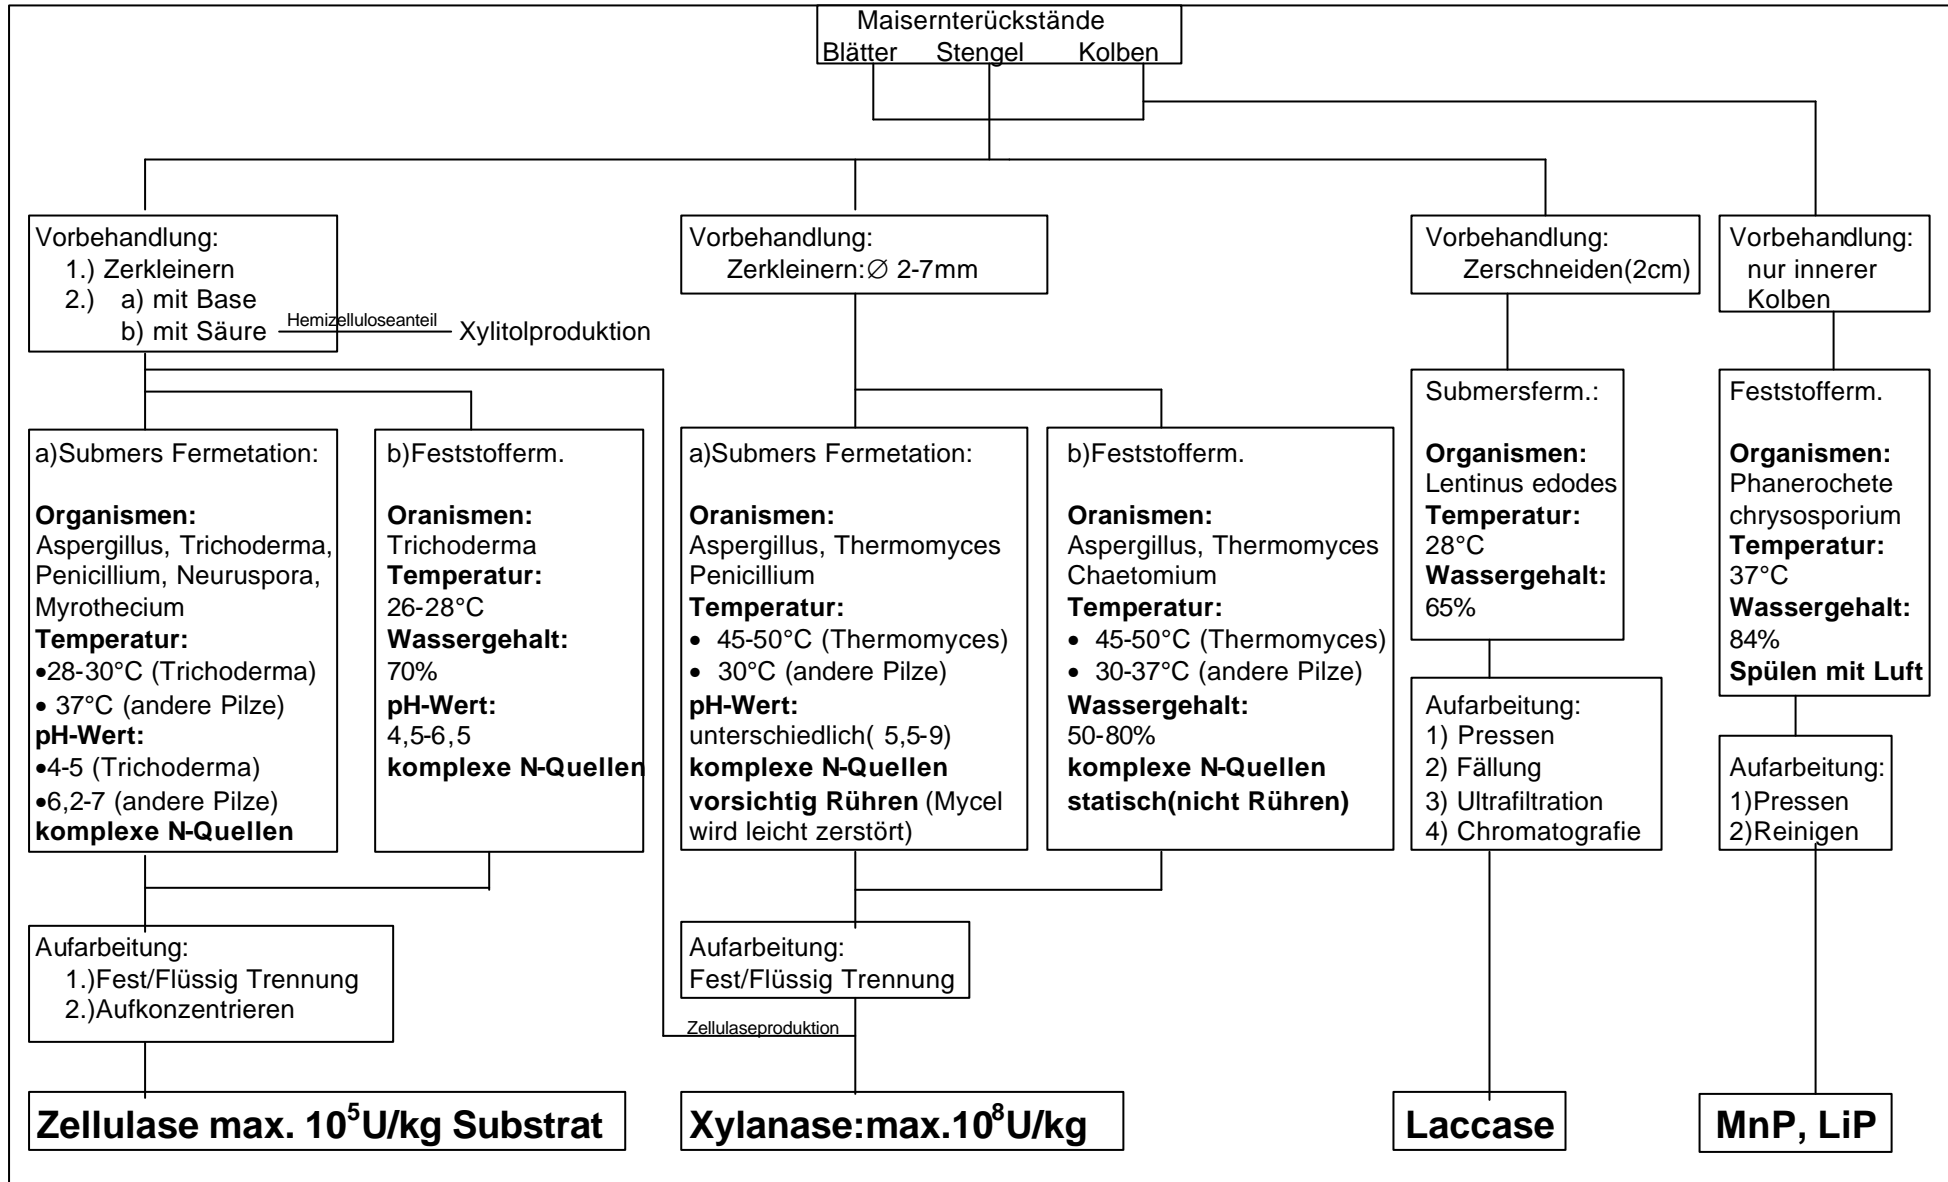 Maisernterückstände
Blätter Stengel Kolben
Vorbehandlung:
1.) Zerkleinern
2.) a) mit Base
b) mit Säure
Hemizelluloseanteil
Xylitolproduktion
Vorbehandlung:
Zerkleinern:∅ 2-7mm
Vorbehandlung:
Zerschneiden(2cm)
Vorbehandlung:
nur innerer
Kolben
a)Submers Fermetation:
Organismen:
Aspergillus, Trichoderma,
Penicillium, Neuruspora,
Myrothecium
Temperatur:
•28-30°C (Trichoderma)
• 37°C (andere Pilze)
pH-Wert:
•4-5 (Trichoderma)
•6,2-7 (andere Pilze)
komplexe N-Quellen
b)Feststofferm.
Oranismen:
Trichoderma
Temperatur:
26-28°C
Wassergehalt:
70%
pH-Wert:
4,5-6,5
komplexe N-Quellen
a)Submers Fermetation:
Oranismen:
Aspergillus, Thermomyces
Penicillium
Temperatur:
• 45-50°C (Thermomyces)
• 30°C (andere Pilze)
pH-Wert:
unterschiedlich( 5,5-9)
komplexe N-Quellen
vorsichtig Rühren (Mycel
wird leicht zerstört)
b)Feststofferm.
Oranismen:
Aspergillus, Thermomyces
Chaetomium
Temperatur:
• 45-50°C (Thermomyces)
• 30-37°C (andere Pilze)
Wassergehalt:
50-80%
komplexe N-Quellen
statisch(nicht Rühren)
Submersferm.:
Organismen:
Lentinus edodes
Temperatur:
28°C
Wassergehalt:
65%
Feststofferm.
Organismen:
Phanerochete
chrysosporium
Temperatur:
37°C
Wassergehalt:
84%
Spülen mit Luft
Aufarbeitung:
1) Pressen
2) Fällung
3) Ultrafiltration
4) Chromatografie
Aufarbeitung:
1)Pressen
2)Reinigen
Aufarbeitung:
1.)Fest/Flüssig Trennung
2.)Aufkonzentrieren
Aufarbeitung:
Fest/Flüssig Trennung
Zellulaseproduktion
Zellulase max. 10⁵U/kg Substrat
Xylanase:max.10⁸U/kg
Laccase
MnP, LiP